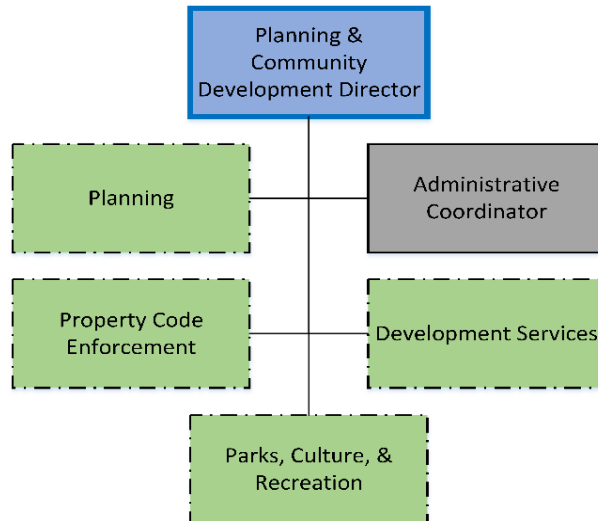 Planning &
Community
Development Director
Planning
Administrative
Coordinator
Property Code
Enforcement
Development Services
Parks, Culture, &
Recreation